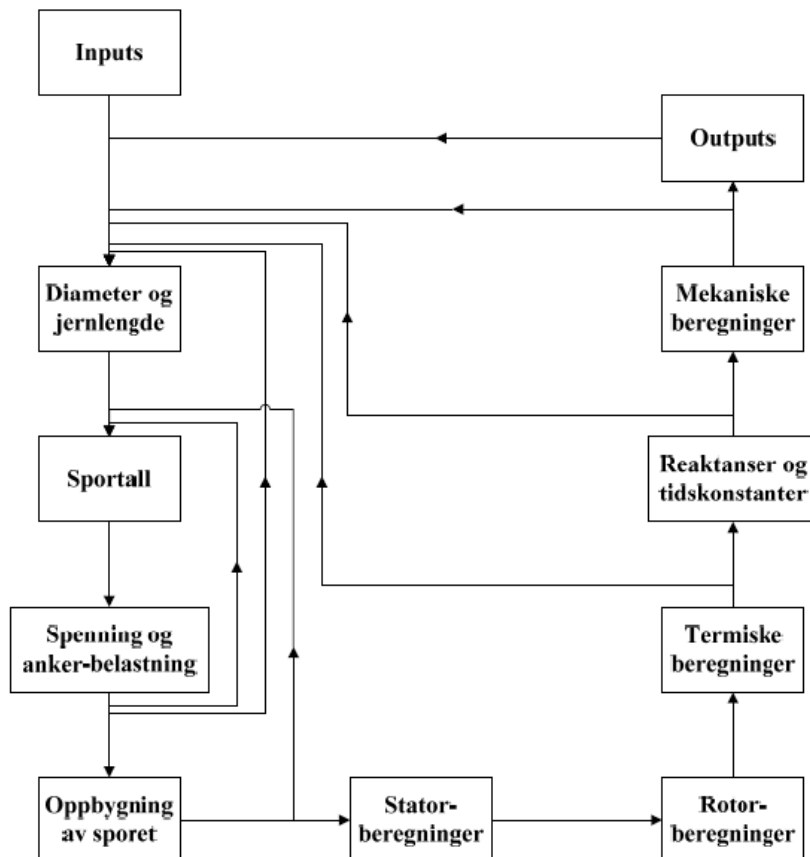 Inputs
Outputs
Diameter og
jernlengde
Mekaniske
beregninger
Sportall
Reaktanser og
tidskonstanter
Spenning og
anker-belastning
Termiske
beregninger
Oppbygning
av sporet
Stator-
beregninger
Rotor-
beregninger